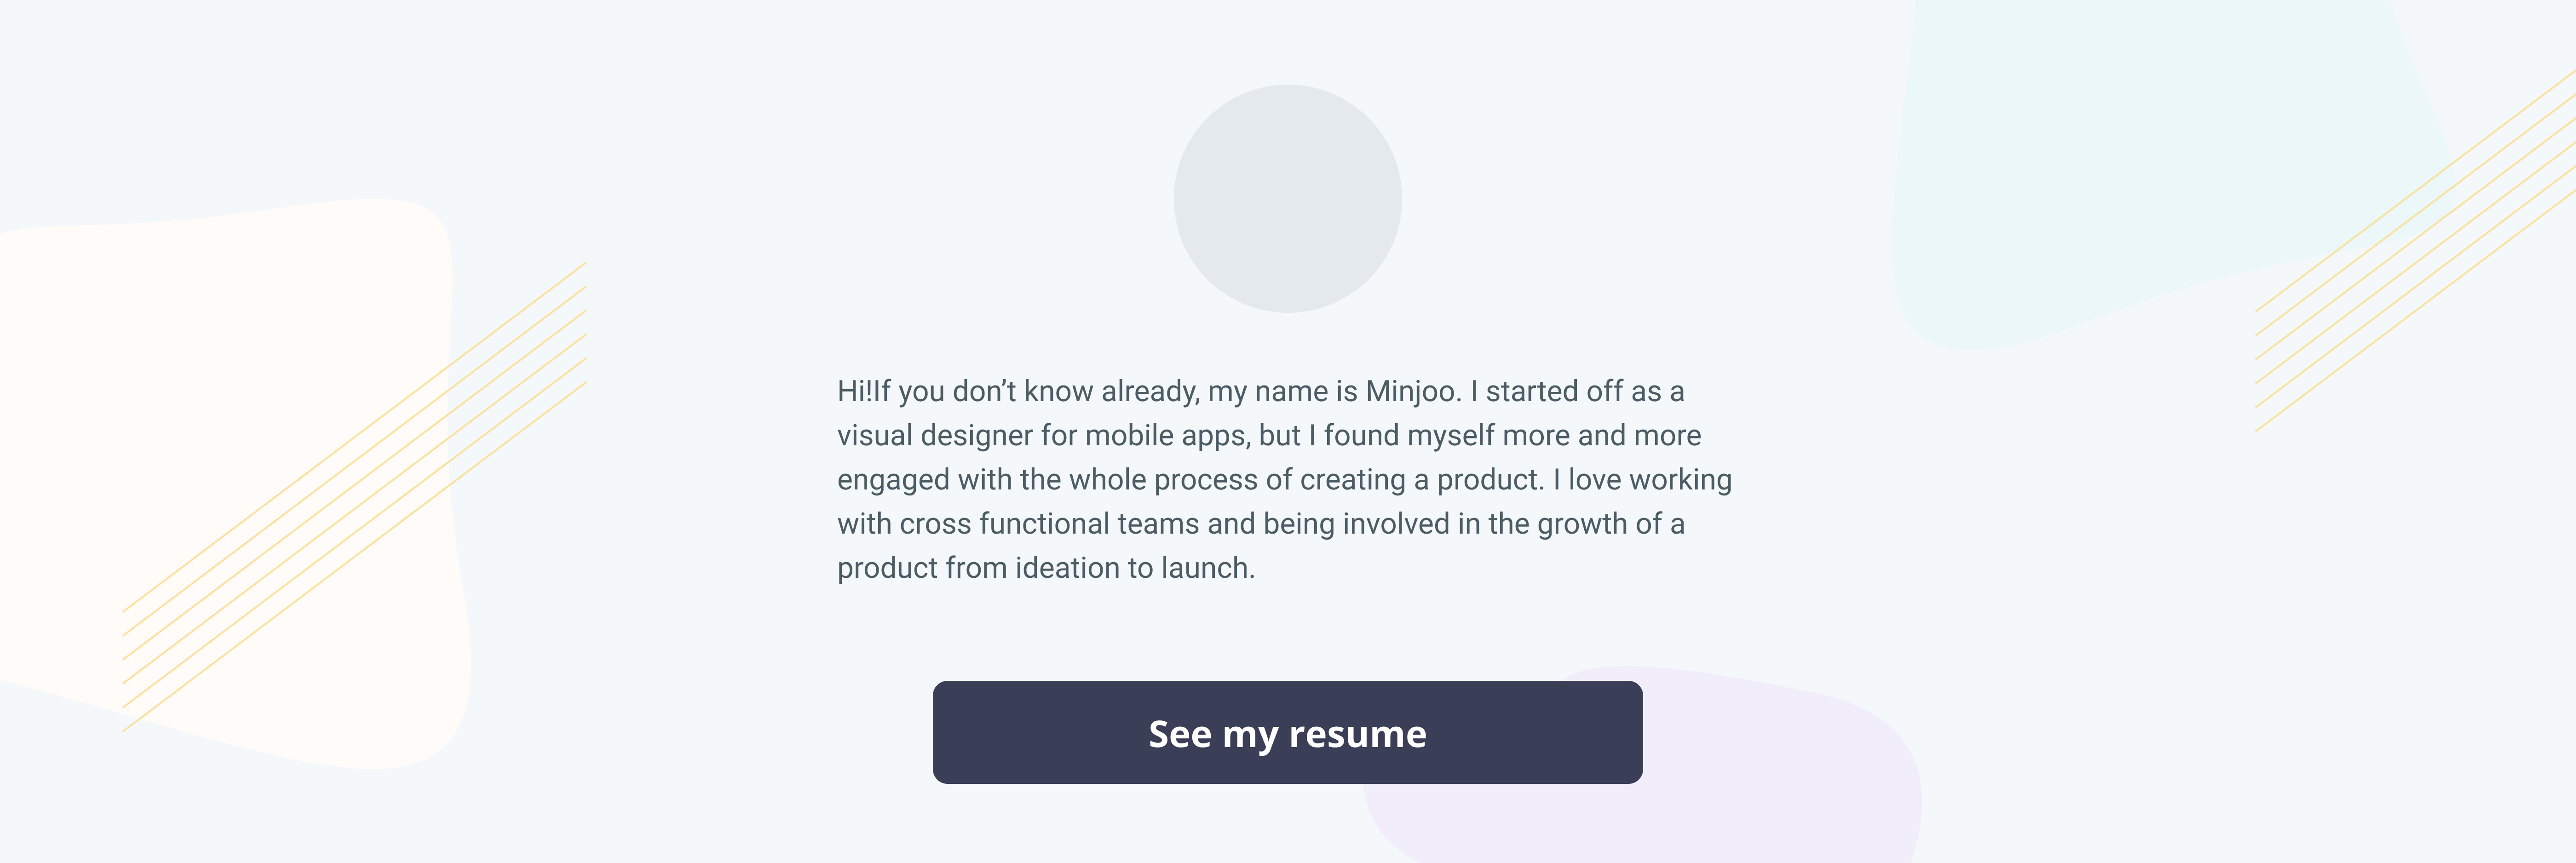 Hi!If you don’t know already, my name is Minjoo. I started off as a
visual designer for mobile apps, but I found myself more and more
engaged with the whole process of creating a product. I love working
with cross functional teams and being involved in the growth of a
product from ideation to launch.
See my resume